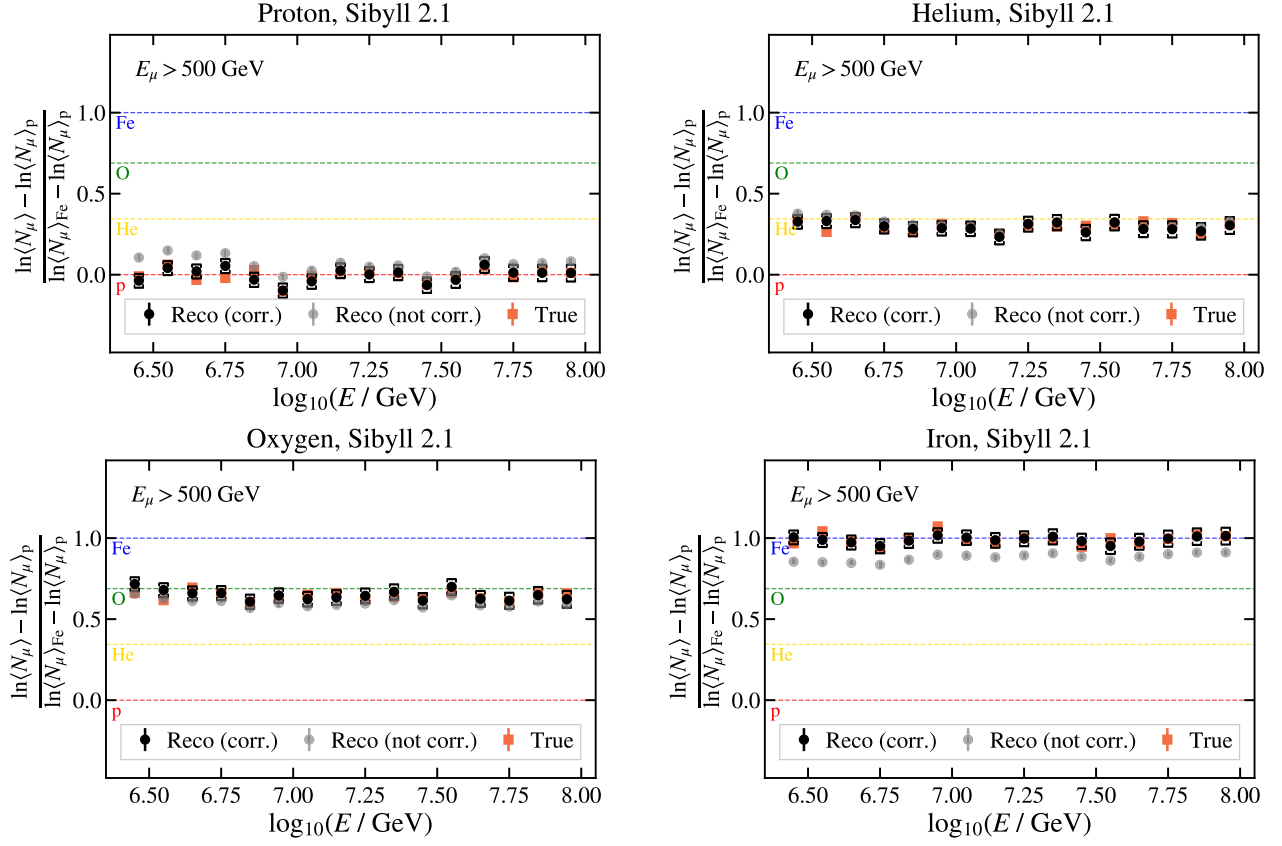 Proton, Sibyll 2.1
E_μ > 500 GeV
ln⟨N_μ⟩ − ln⟨N_μ⟩_p
ln⟨N_μ⟩_Fe − ln⟨N_μ⟩_p
1.0
0.5
0.0
Fe
O
He
p
Reco (corr.)
Reco (not corr.)
True
6.50 6.75 7.00 7.25 7.50 7.75 8.00
log₁₀(E / GeV)
Helium, Sibyll 2.1
E_μ > 500 GeV
ln⟨N_μ⟩ − ln⟨N_μ⟩_p
ln⟨N_μ⟩_Fe − ln⟨N_μ⟩_p
1.0
0.5
0.0
Fe
O
He
p
Reco (corr.)
Reco (not corr.)
True
6.50 6.75 7.00 7.25 7.50 7.75 8.00
log₁₀(E / GeV)
Oxygen, Sibyll 2.1
E_μ > 500 GeV
ln⟨N_μ⟩ − ln⟨N_μ⟩_p
ln⟨N_μ⟩_Fe − ln⟨N_μ⟩_p
1.0
0.5
0.0
Fe
O
He
p
Reco (corr.)
Reco (not corr.)
True
6.50 6.75 7.00 7.25 7.50 7.75 8.00
log₁₀(E / GeV)
Iron, Sibyll 2.1
E_μ > 500 GeV
ln⟨N_μ⟩ − ln⟨N_μ⟩_p
ln⟨N_μ⟩_Fe − ln⟨N_μ⟩_p
1.0
0.5
0.0
Fe
O
He
p
Reco (corr.)
Reco (not corr.)
True
6.50 6.75 7.00 7.25 7.50 7.75 8.00
log₁₀(E / GeV)